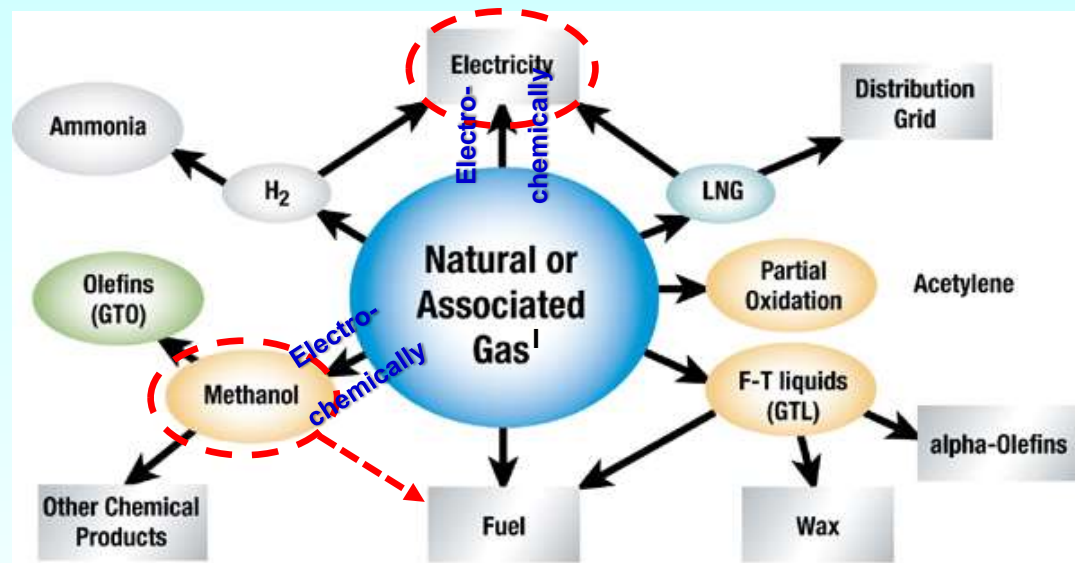 Electricity
Electro-
chemically
Distribution
Grid
Ammonia
H₂
LNG
Natural or
Associated
Gas¹
Olefins
(GTO)
Partial
Oxidation
Acetylene
Electro-
chemically
Methanol
F-T liquids
(GTL)
alpha-Olefins
Other Chemical
Products
Fuel
Wax